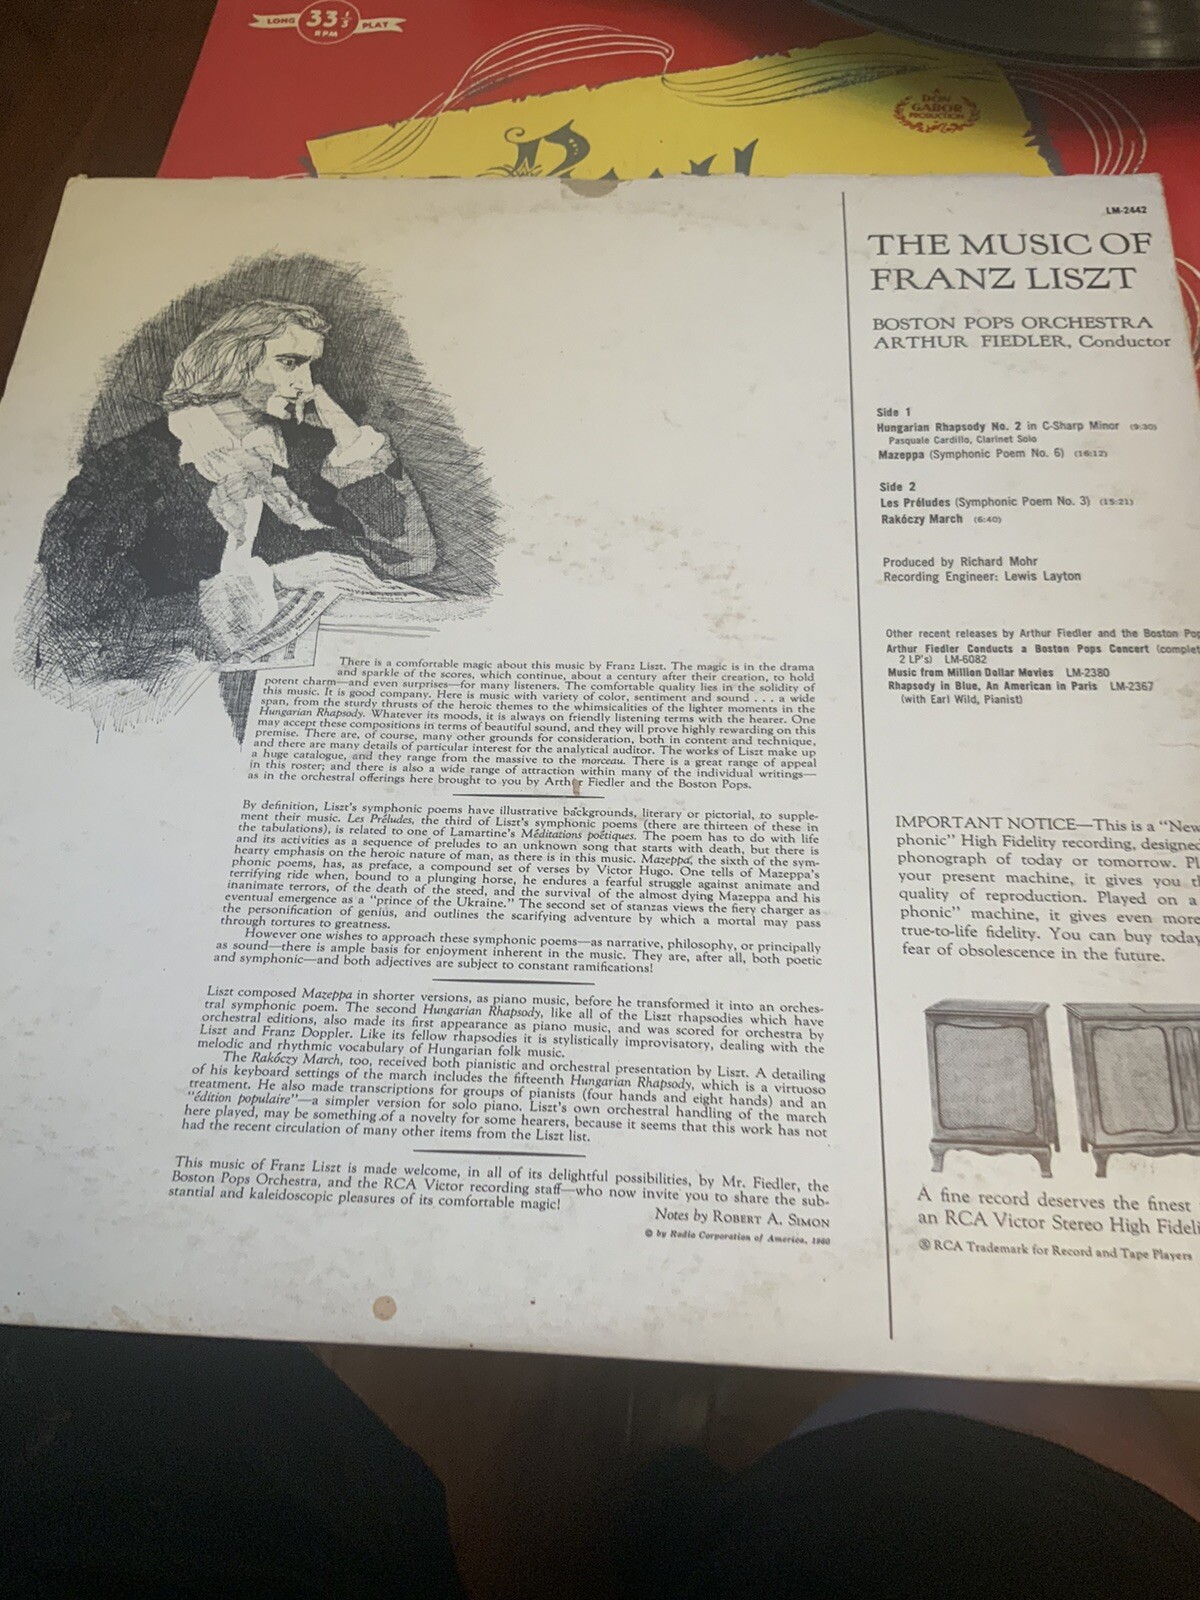 LONG 33⅓ PLAY
RPM
A
DON
GABOR
PRODUCTION
LM-2442
THE MUSIC OF
FRANZ LISZT
BOSTON POPS ORCHESTRA
ARTHUR FIEDLER, Conductor
Side 1
Hungarian Rhapsody No. 2 in C-Sharp Minor (9:30)
Pasquale Cardillo, Clarinet Solo
Mazeppa (Symphonic Poem No. 6) (16:12)
Side 2
Les Préludes (Symphonic Poem No. 3) (15:21)
Rakóczy March (6:40)
Produced by Richard Mohr
Recording Engineer: Lewis Layton
Other recent releases by Arthur Fiedler and the Boston Pop
Arthur Fiedler Conducts a Boston Pops Concert (complet
2 LP's) LM-6082
Music from Million Dollar Movies LM-2380
Rhapsody in Blue, An American in Paris LM-2367
(with Earl Wild, Pianist)
IMPORTANT NOTICE—This is a "New
phonic" High Fidelity recording, designed
phonograph of today or tomorrow. Pl
your present machine, it gives you th
quality of reproduction. Played on a
phonic" machine, it gives even more
true-to-life fidelity. You can buy today
fear of obsolescence in the future.
A fine record deserves the finest
an RCA Victor Stereo High Fideli
® RCA Trademark for Record and Tape Players
There is a comfortable magic about this music by Franz Liszt. The magic is in the drama
and sparkle of the scores, which continue, about a century after their creation, to hold
potent charm—and even surprises—for many listeners. The comfortable quality lies in the solidity of
this music. It is good company. Here is music with variety of color, sentiment and sound . . . a wide
span, from the sturdy thrusts of the heroic themes to the whimsicalities of the lighter moments in the
Hungarian Rhapsody. Whatever its moods, it is always on friendly listening terms with the hearer. One
may accept these compositions in terms of beautiful sound, and they will prove highly rewarding on this
premise. There are, of course, many other grounds for consideration, both in content and technique,
and there are many details of particular interest for the analytical auditor. The works of Liszt make up
a huge catalogue, and they range from the massive to the morceau. There is a great range of appeal
in this roster; and there is also a wide range of attraction within many of the individual writings—
as in the orchestral offerings here brought to you by Arthur Fiedler and the Boston Pops.
By definition, Liszt's symphonic poems have illustrative backgrounds, literary or pictorial, to supple-
ment their music. Les Préludes, the third of Liszt's symphonic poems (there are thirteen of these in
the tabulations), is related to one of Lamartine's Méditations poétiques. The poem has to do with life
and its activities as a sequence of preludes to an unknown song that starts with death, but there is
hearty emphasis on the heroic nature of man, as there is in this music. Mazeppa, the sixth of the sym-
phonic poems, has, as preface, a compound set of verses by Victor Hugo. One tells of Mazeppa's
terrifying ride when, bound to a plunging horse, he endures a fearful struggle against animate and
inanimate terrors, of the death of the steed, and the survival of the almost dying Mazeppa and his
eventual emergence as a "prince of the Ukraine." The second set of stanzas views the fiery charger as
the personification of genius, and outlines the scarifying adventure by which a mortal may pass
through tortures to greatness.
However one wishes to approach these symphonic poems—as narrative, philosophy, or principally
as sound—there is ample basis for enjoyment inherent in the music. They are, after all, both poetic
and symphonic—and both adjectives are subject to constant ramifications!
Liszt composed Mazeppa in shorter versions, as piano music, before he transformed it into an orches-
tral symphonic poem. The second Hungarian Rhapsody, like all of the Liszt rhapsodies which have
orchestral editions, also made its first appearance as piano music, and was scored for orchestra by
Liszt and Franz Doppler. Like its fellow rhapsodies it is stylistically improvisatory, dealing with the
melodic and rhythmic vocabulary of Hungarian folk music.
The Rakóczy March, too, received both pianistic and orchestral presentation by Liszt. A detailing
of his keyboard settings of the march includes the fifteenth Hungarian Rhapsody, which is a virtuoso
treatment. He also made transcriptions for groups of pianists (four hands and eight hands) and an
"édition populaire"—a simpler version for solo piano. Liszt's own orchestral handling of the march
here played, may be something of a novelty for some hearers, because it seems that this work has not
had the recent circulation of many other items from the Liszt list.
This music of Franz Liszt is made welcome, in all of its delightful possibilities, by Mr. Fiedler, the
Boston Pops Orchestra, and the RCA Victor recording staff—who now invite you to share the sub-
stantial and kaleidoscopic pleasures of its comfortable magic!
Notes by ROBERT A. SIMON
© by Radio Corporation of America, 1960